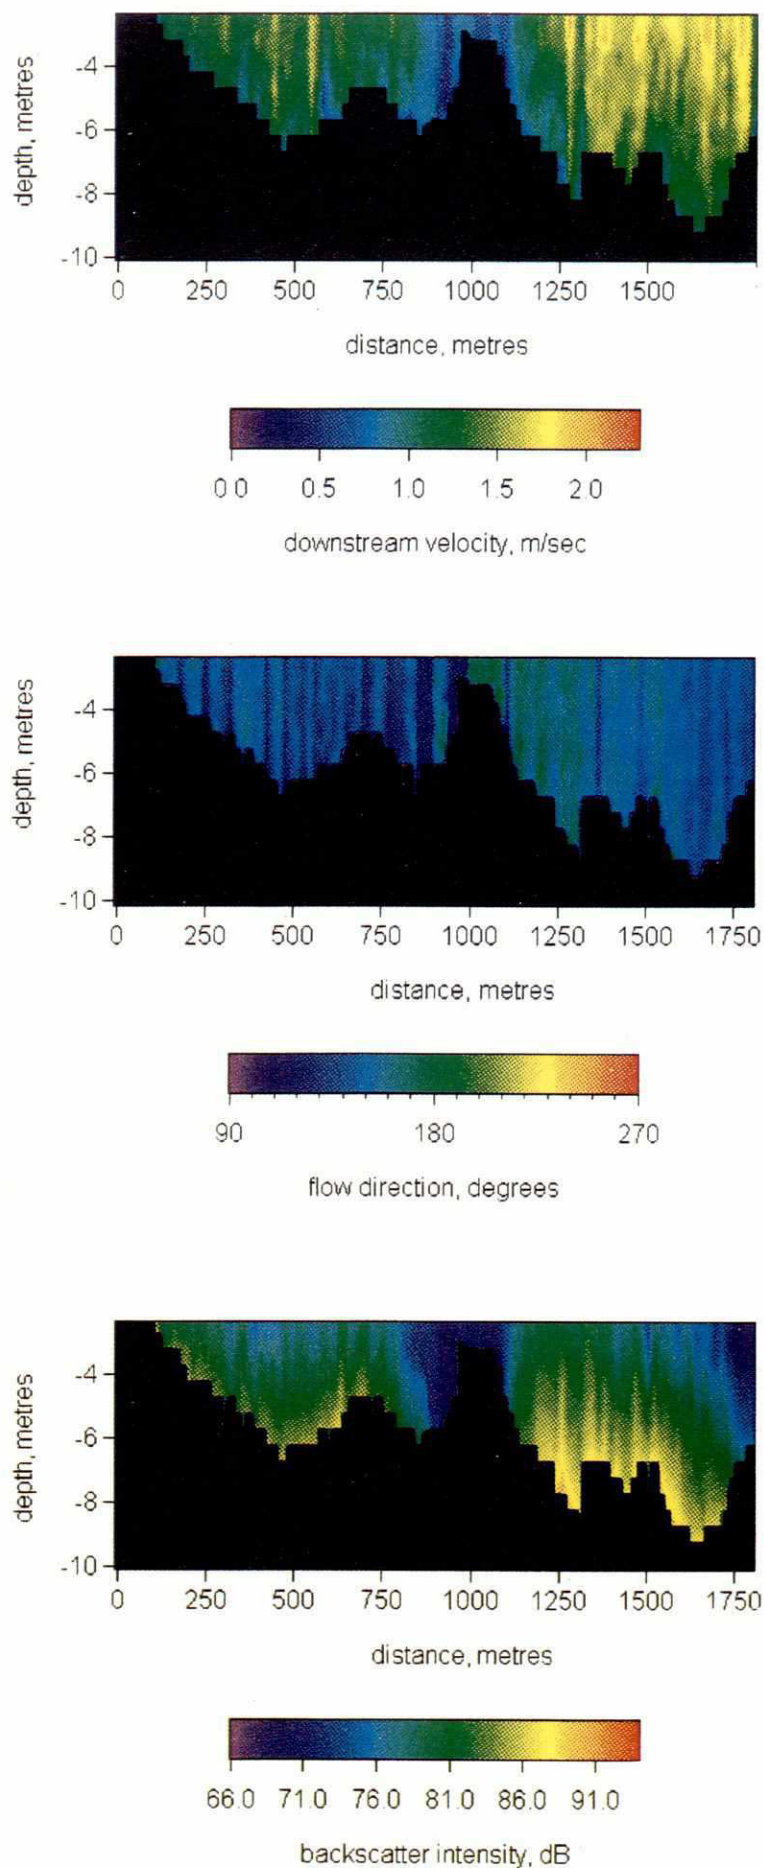 depth, metres
-4
-6
-8
-10
0 250 500 750 1000 1250 1500
distance, metres
0.0 0.5 1.0 1.5 2.0
downstream velocity, m/sec
depth, metres
-4
-6
-8
-10
0 250 500 750 1000 1250 1500 1750
distance, metres
90 180 270
flow direction, degrees
depth, metres
-4
-6
-8
-10
0 250 500 750 1000 1250 1500 1750
distance, metres
66.0 71.0 76.0 81.0 86.0 91.0
backscatter intensity, dB